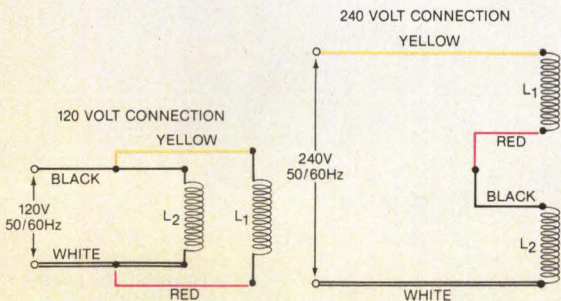 240 VOLT CONNECTION
YELLOW
L1
RED
240V
50/60Hz
BLACK
L2
WHITE
120 VOLT CONNECTION
YELLOW
BLACK
120V
50/60Hz
L2
L1
WHITE
RED